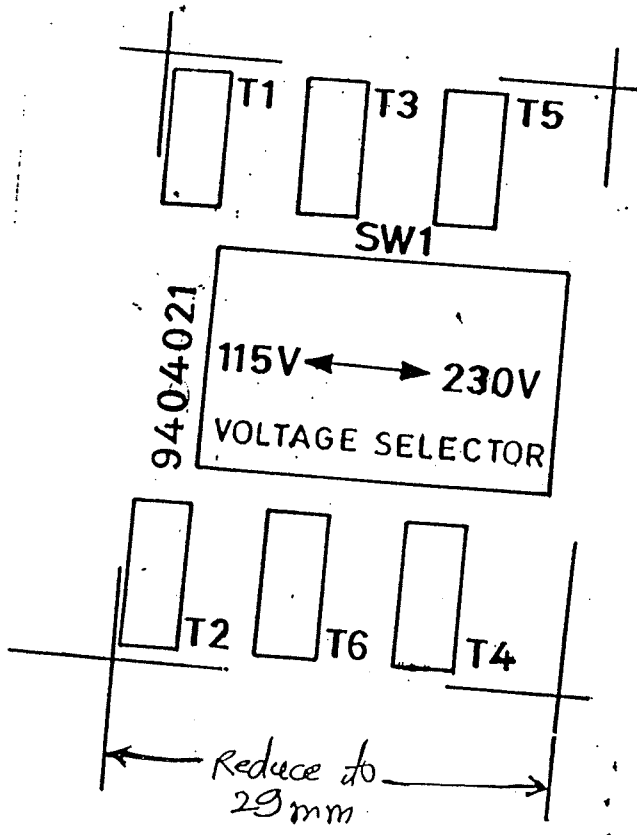 T1 T3 T5
SW1
9404021
115V 230V
VOLTAGE SELECTOR
T2 T6 T4
Reduce to
29mm